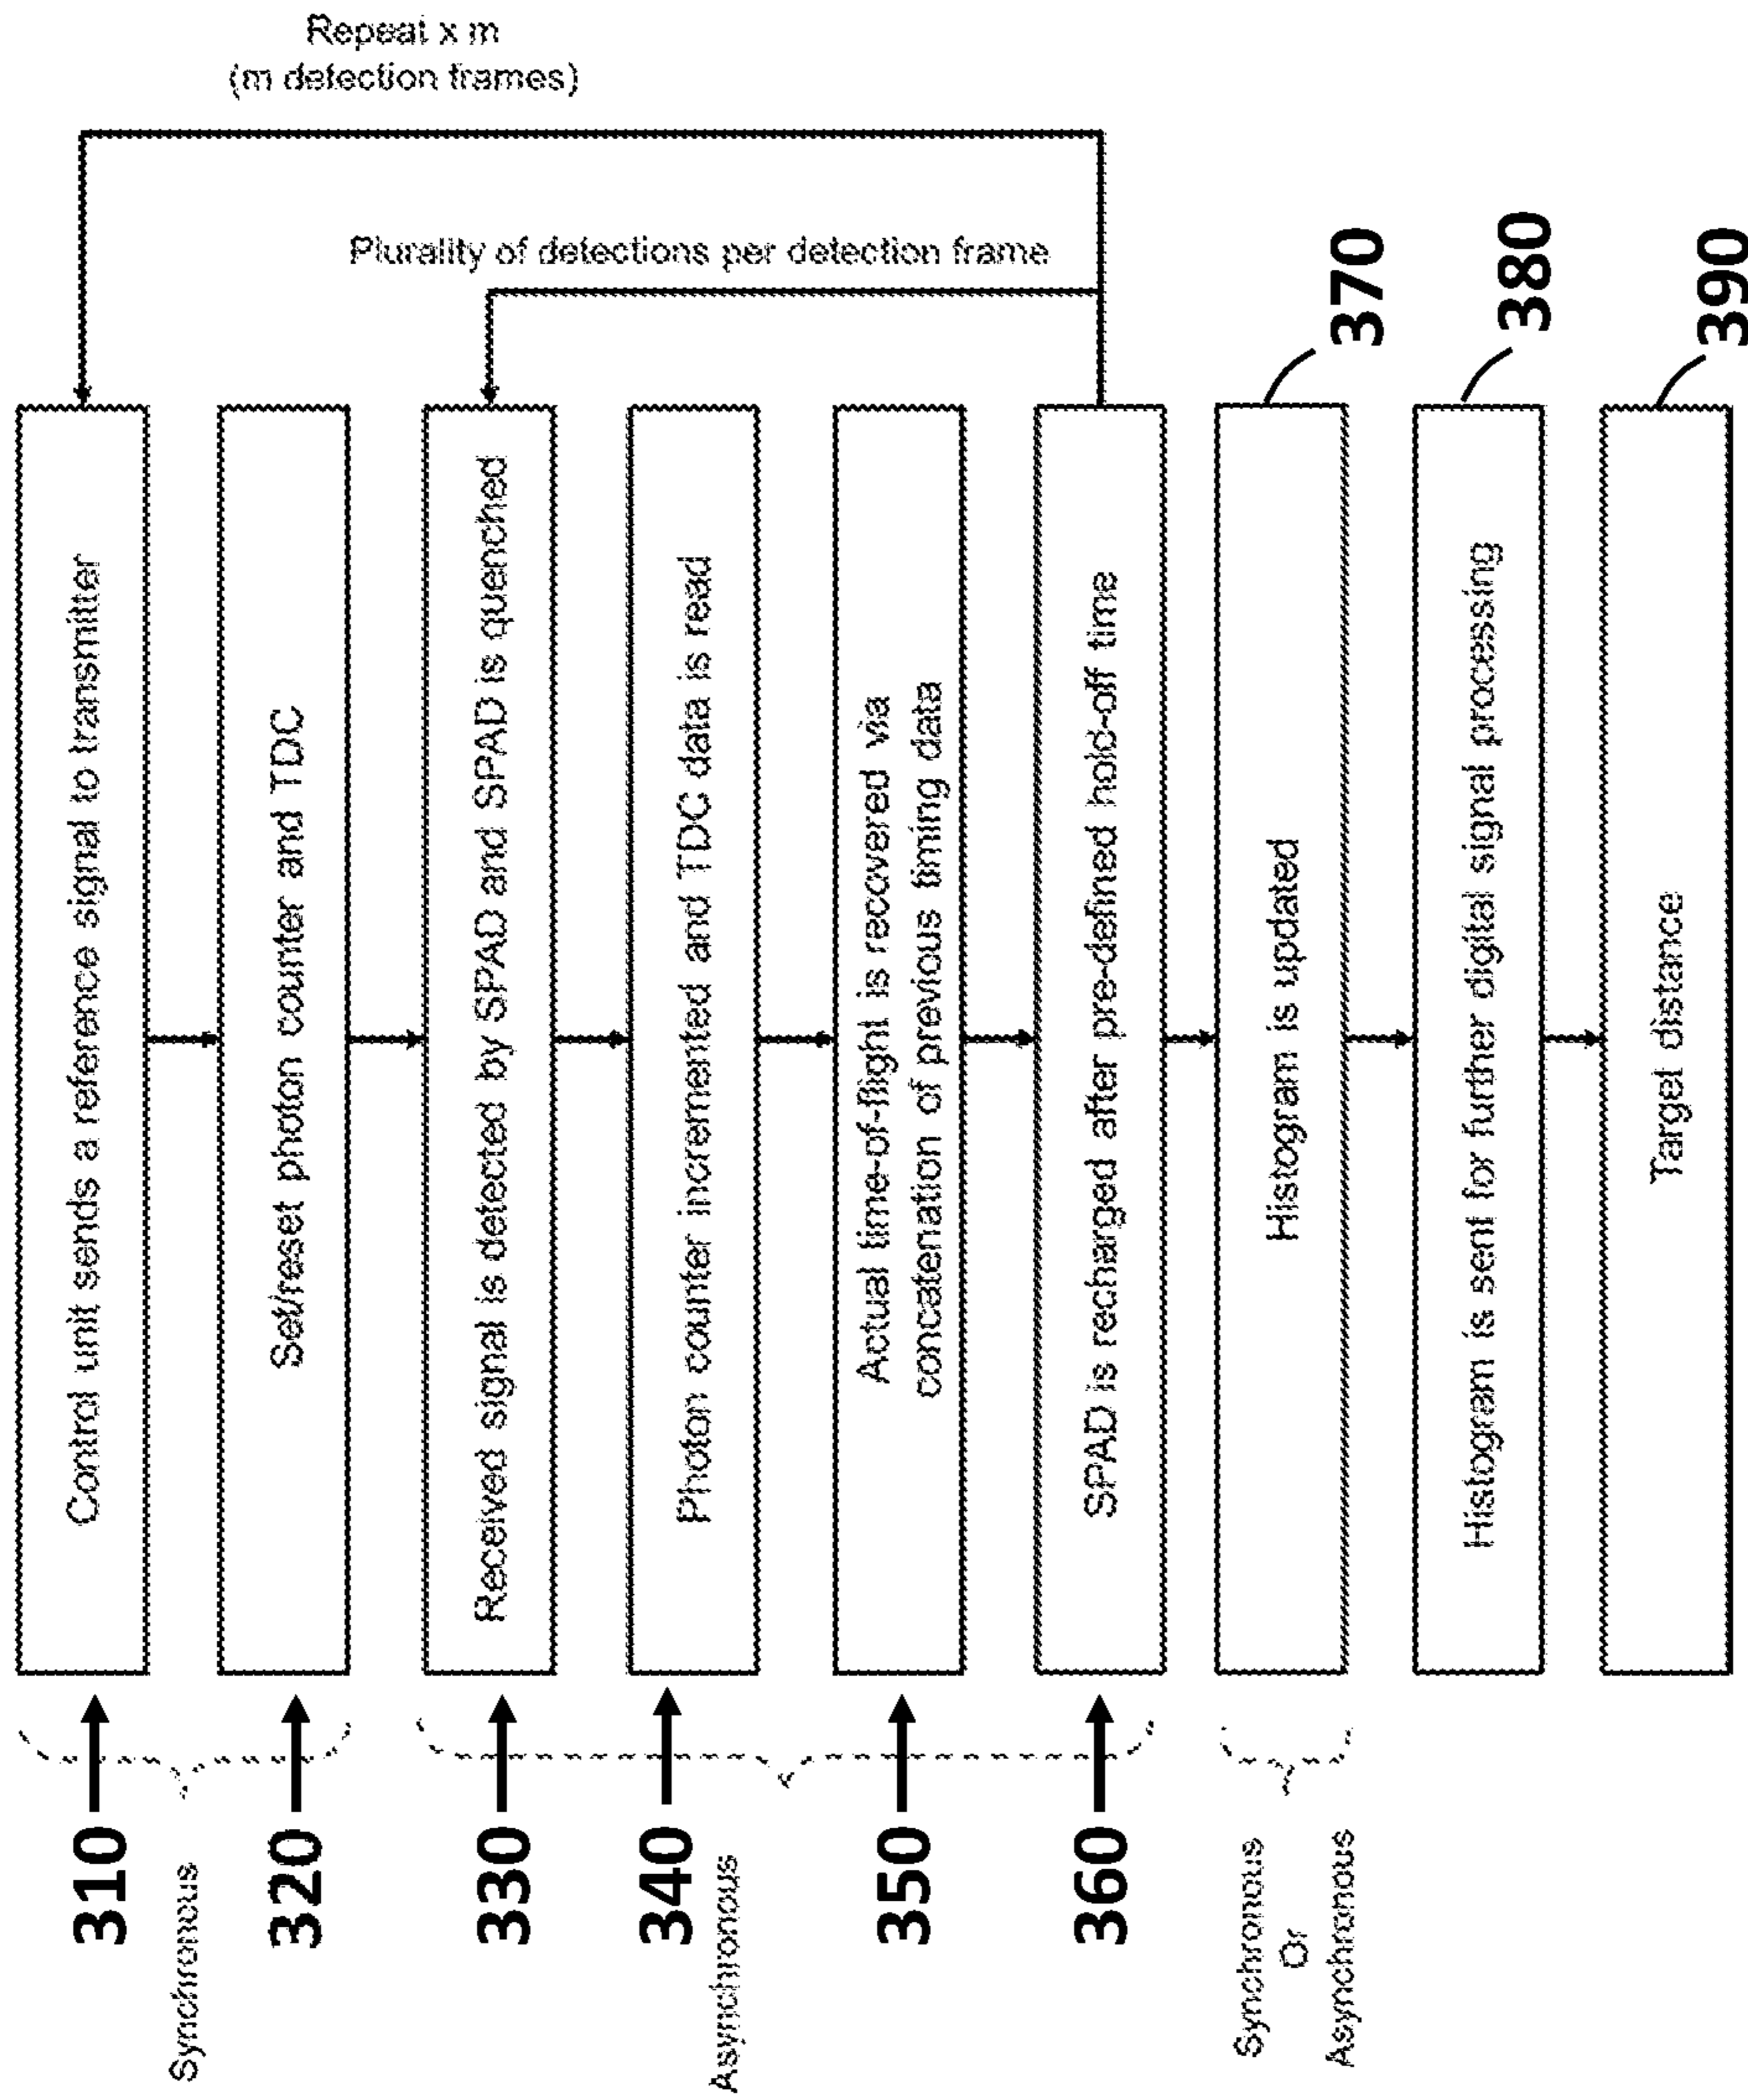 Repeat x m
(m detection frames)
Plurality of detections per detection frame
Synchronous
310
Control unit sends a reference signal to transmitter
320
Set/reset photon counter and TDC
Asynchronous
330
Received signal is detected by SPAD and SPAD is quenched
340
Photon counter incremented and TDC data is read
350
Actual time-of-flight is recovered via
concatenation of previous timing data
360
SPAD is recharged after pre-defined hold-off time
Synchronous
Or
Asynchronous
Histogram is updated
370
Histogram is sent for further digital signal processing
380
Target distance
390